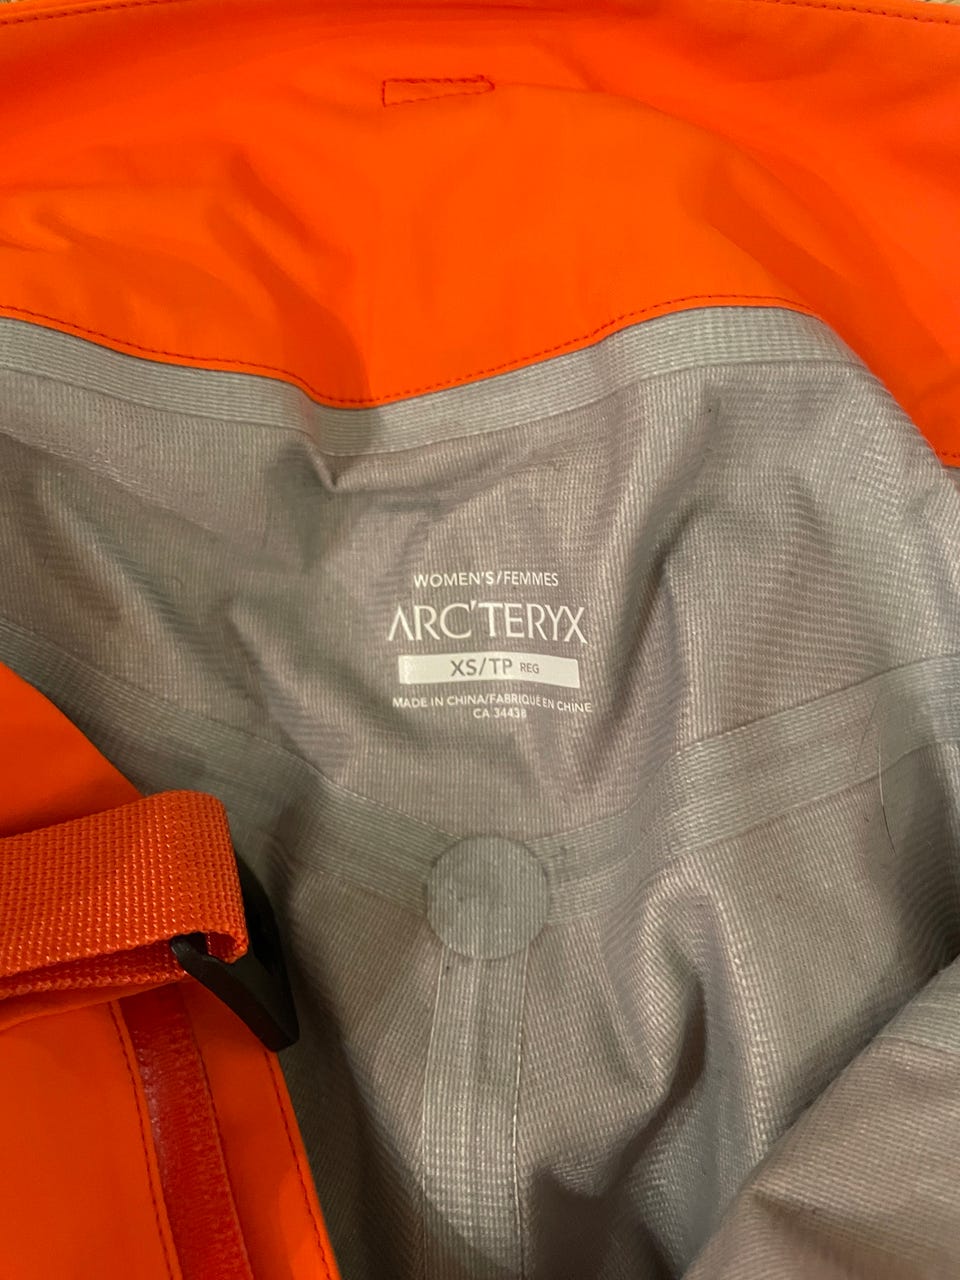 WOMEN'S/FEMMES
ARC'TERYX
XS/TP REG
MADE IN CHINA/FABRIQUÉ EN CHINE
CA 34438